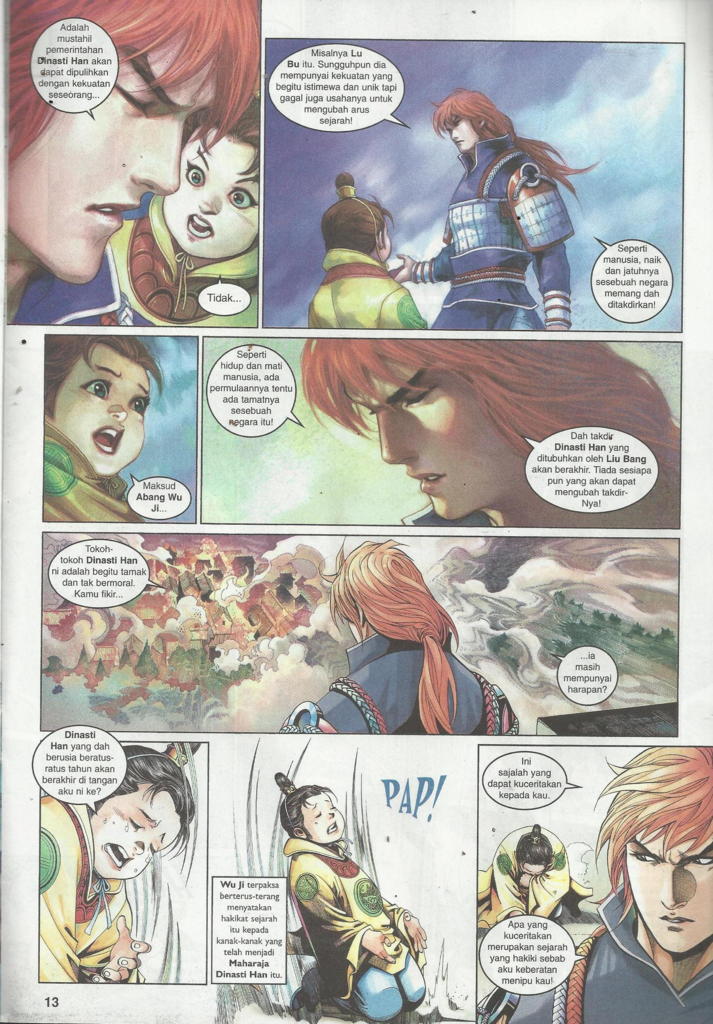 Adalah
mustahil
pemerintahan
Dinasti Han akan
dapat dipulihkan
dengan kekuatan
seseorang...
Tidak...
Misalnya Lu
Bu itu. Sungguhpun dia
mempunyai kekuatan yang
begitu istimewa dan unik tapi
gagal juga usahanya untuk
mengubah arus
sejarah!
Seperti
manusia, naik
dan jatuhnya
sesebuah negara
memang dah
ditakdirkan!
Maksud
Abang Wu
Ji...
Seperti
hidup dan mati
manusia, ada
permulaannya tentu
ada tamatnya
sesebuah
negara itu!
Dah takdir
Dinasti Han yang
ditubuhkan oleh Liu Bang
akan berakhir. Tiada sesiapa
pun yang akan dapat
mengubah takdir-
Nya!
Tokoh-
tokoh Dinasti Han
ni adalah begitu tamak
dan tak bermoral.
Kamu fikir...
...ia
masih
mempunyai
harapan?
Dinasti
Han yang dah
berusia beratus-
ratus tahun akan
berakhir di tangan
aku ni ke?
PAP!
Wu Ji terpaksa
berterus-terang
menyatakan
hakikat sejarah
itu kepada
kanak-kanak yang
telah menjadi
Maharaja
Dinasti Han itu.
Ini
sajalah yang
dapat kuceritakan
kepada kau.
Apa yang
kuceritakan
merupakan sejarah
yang hakiki sebab
aku keberatan
menipu kau!
13